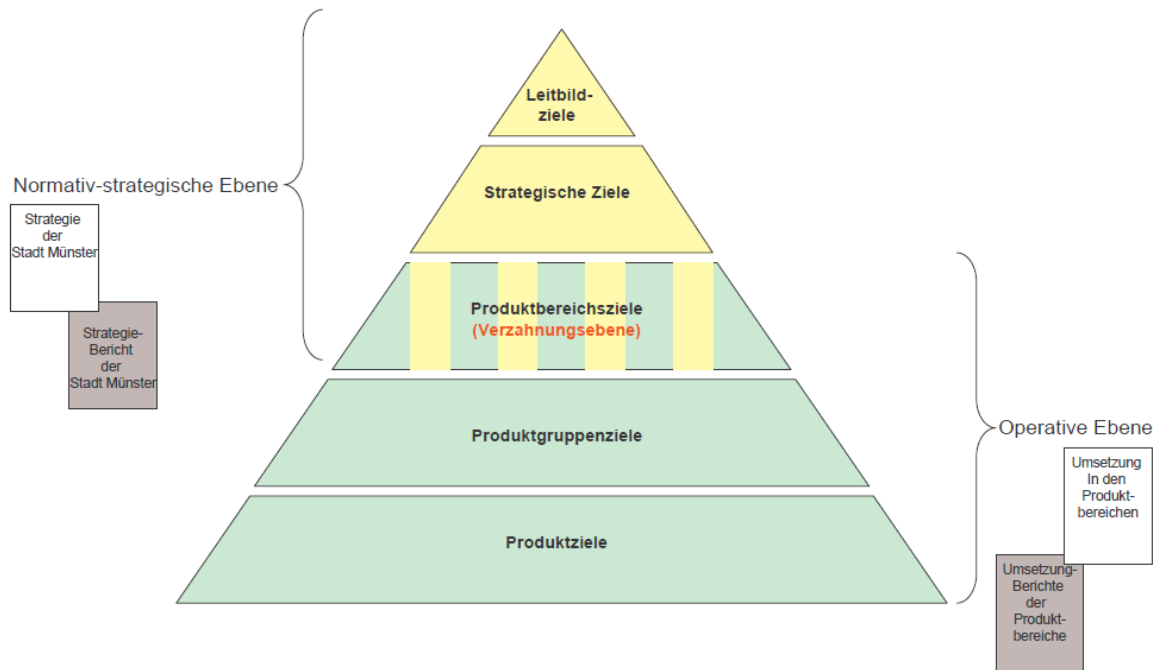 Leitbild-
ziele
Strategische Ziele
Normativ-strategische Ebene
Strategie
der
Stadt Münster
Strategie-
Bericht
der
Stadt Münster
Produktbereichsziele
(Verzahnungsebene)
Produktgruppenziele
Produktziele
Operative Ebene
Umsetzung
In den
Produkt-
bereichen
Umsetzung-
Berichte
der
Produkt-
bereiche